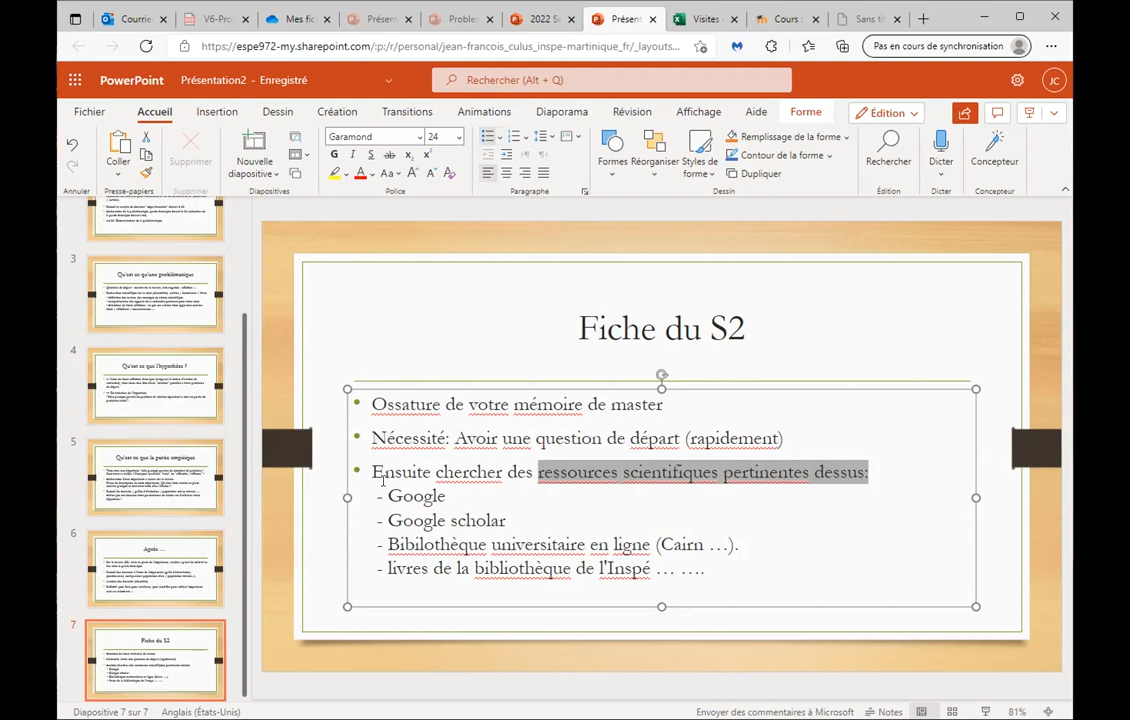 Courrie
V6-Pro
Mes fic
Présent
Problem
2022 Se
Présent
Visites
Cours
Sans ti
https://espe972-my.sharepoint.com/:p:/r/personal/jean-francois_culus_inspe-martinique_fr/_layouts...
Pas en cours de synchronisation
PowerPoint
Présentation2 - Enregistré
Rechercher (Alt + Q)
JC
Fichier Accueil Insertion Dessin Création Transitions Animations Diaporama Révision Affichage Aide Forme
Édition
Coller
Supprimer
Nouvelle
diapositive
Garamond 24
Formes
Réorganiser
Styles de
forme
Remplissage de la forme
Contour de la forme
Dupliquer
Rechercher
Dicter
Concepteur
Annuler
Presse-papiers
Supprimer
Diapositives
Police
Paragraphe
Dessin
Édition
Dicter
Concepteur
3
Qu'est ce qu'une problématique
4
Qu'est ce que l'hypothèse ?
5
Qu'est ce que la partie empirique
6
Après ...
7
Fiche du S2
Fiche du S2
• Ossature de votre mémoire de master
• Nécessité: Avoir une question de départ (rapidement)
• Ensuite chercher des ressources scientifiques pertinentes dessus:
- Google
- Google scholar
- Bibilothèque universitaire en ligne (Cairn …).
- livres de la bibliothèque de l'Inspé … ….
Diapositive 7 sur 7
Anglais (États-Unis)
Envoyer des commentaires à Microsoft
Notes
81%